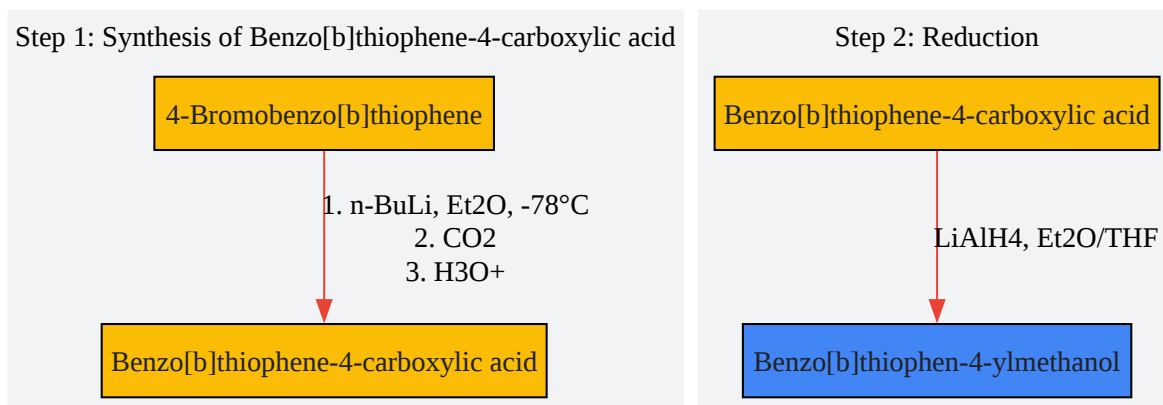 Step 1: Synthesis of Benzo[b]thiophene-4-carboxylic acid
4-Bromobenzo[b]thiophene
1. n-BuLi, Et2O, -78°C
2. CO2
3. H3O+
Benzo[b]thiophene-4-carboxylic acid
Step 2: Reduction
Benzo[b]thiophene-4-carboxylic acid
LiAlH4, Et2O/THF
Benzo[b]thiophen-4-ylmethanol